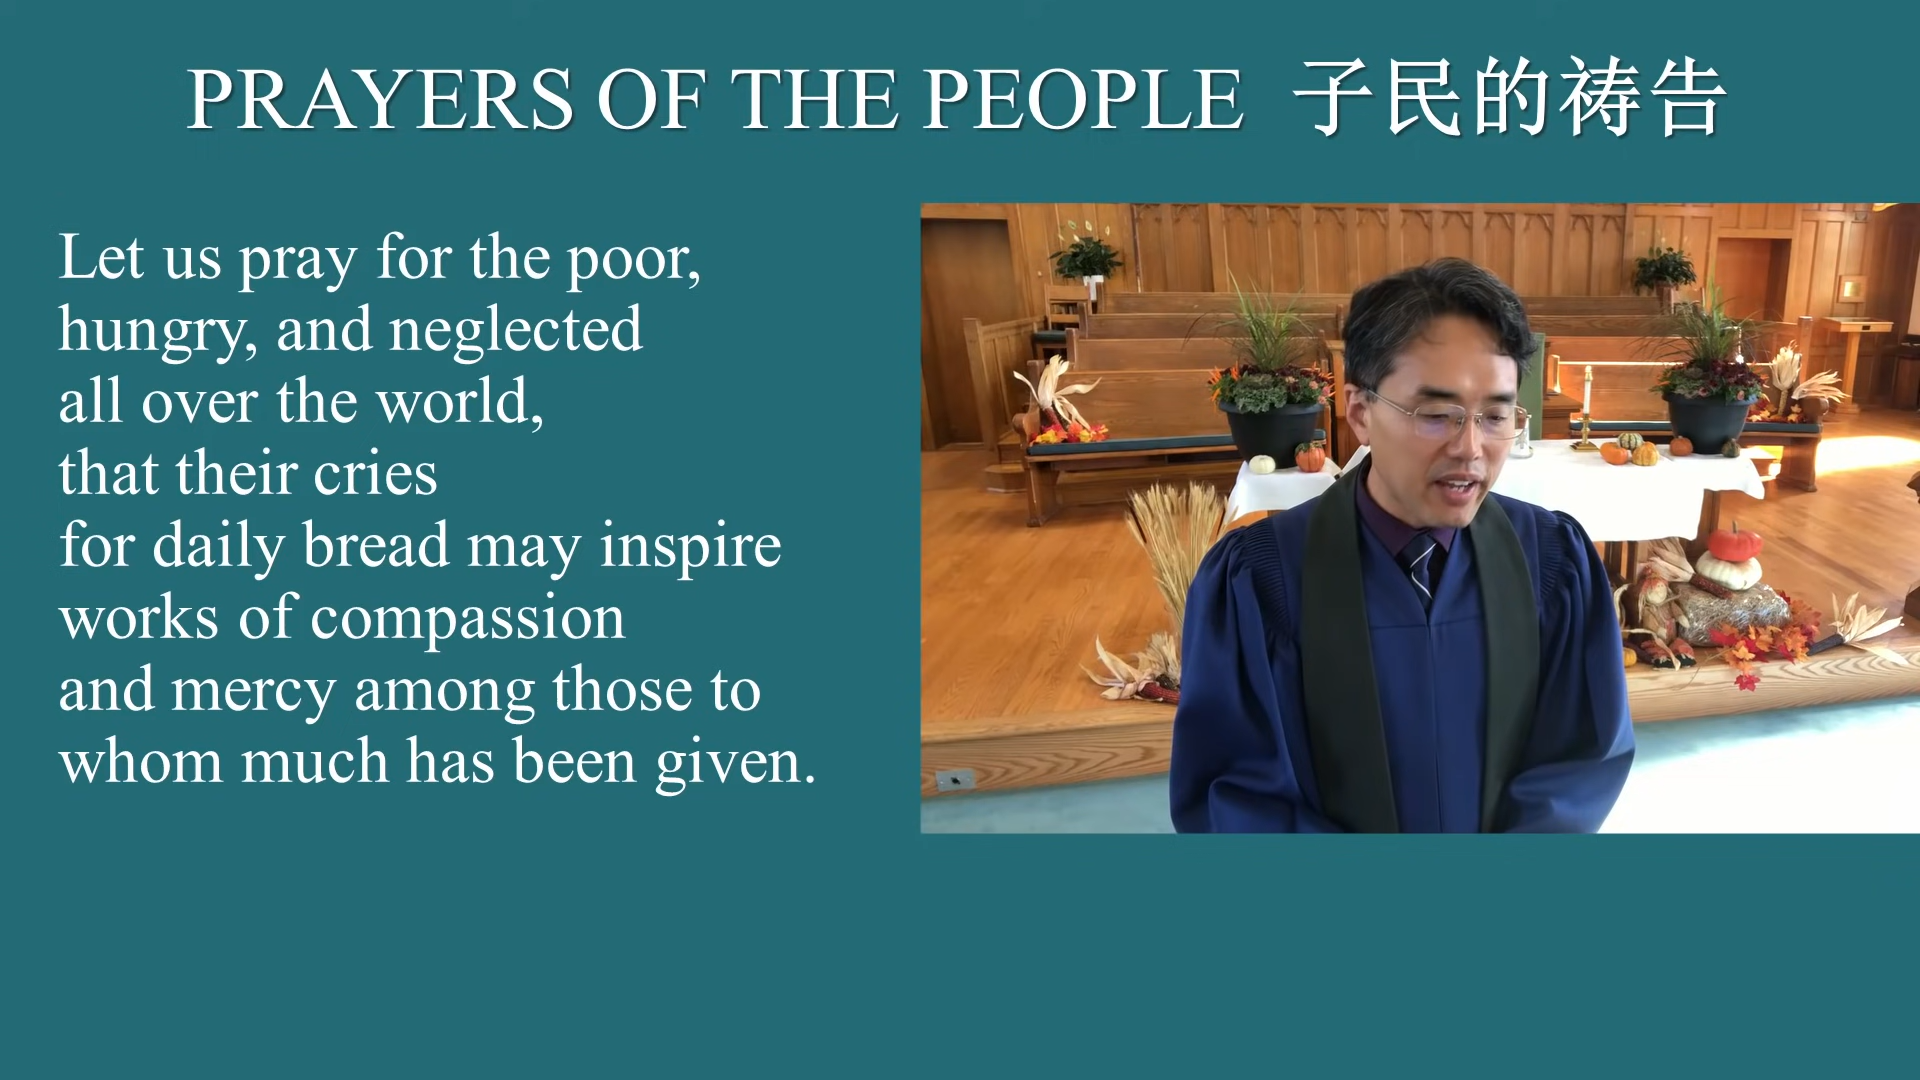 PRAYERS OF THE PEOPLE 子民的祷告
Let us pray for the poor,
hungry, and neglected
all over the world,
that their cries
for daily bread may inspire
works of compassion
and mercy among those to
whom much has been given.